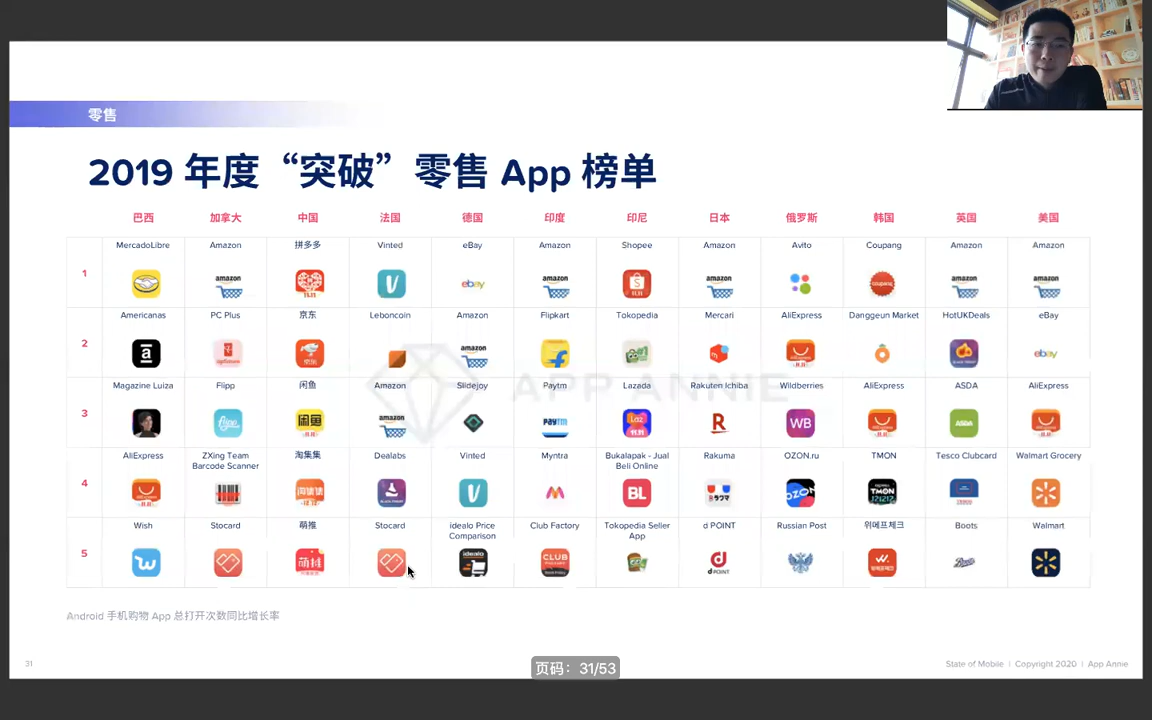 零售
2019 年度“突破”零售 App 榜单
巴西 加拿大 中国 法国 德国 印度 印尼 日本 俄罗斯 韩国 英国 美国
MercadoLibre Amazon 拼多多 Vinted eBay Amazon Shopee Amazon Avito Coupang Amazon Amazon
1
Americanas PC Plus 京东 Leboncoin Amazon Flipkart Tokopedia Mercari AliExpress Danggeun Market HotUKDeals eBay
2
Magazine Luiza Flipp 闲鱼 Amazon Slidejoy Paytm Lazada Rakuten Ichiba Wildberries AliExpress ASDA AliExpress
3
AliExpress ZXing Team Barcode Scanner 淘集集 Dealabs Vinted Myntra Bukalapak - Jual Beli Online Rakuma OZON.ru TMON Tesco Clubcard Walmart Grocery
4
Wish Stocard 萌推 Stocard idealo Price Comparison Club Factory Tokopedia Seller App d POINT Russian Post 위메프체크 Boots Walmart
5
APP ANNIE
Android 手机购物 App 总打开次数同比增长率
31
页码：31/53
State of Mobile | Copyright 2020 | App Annie